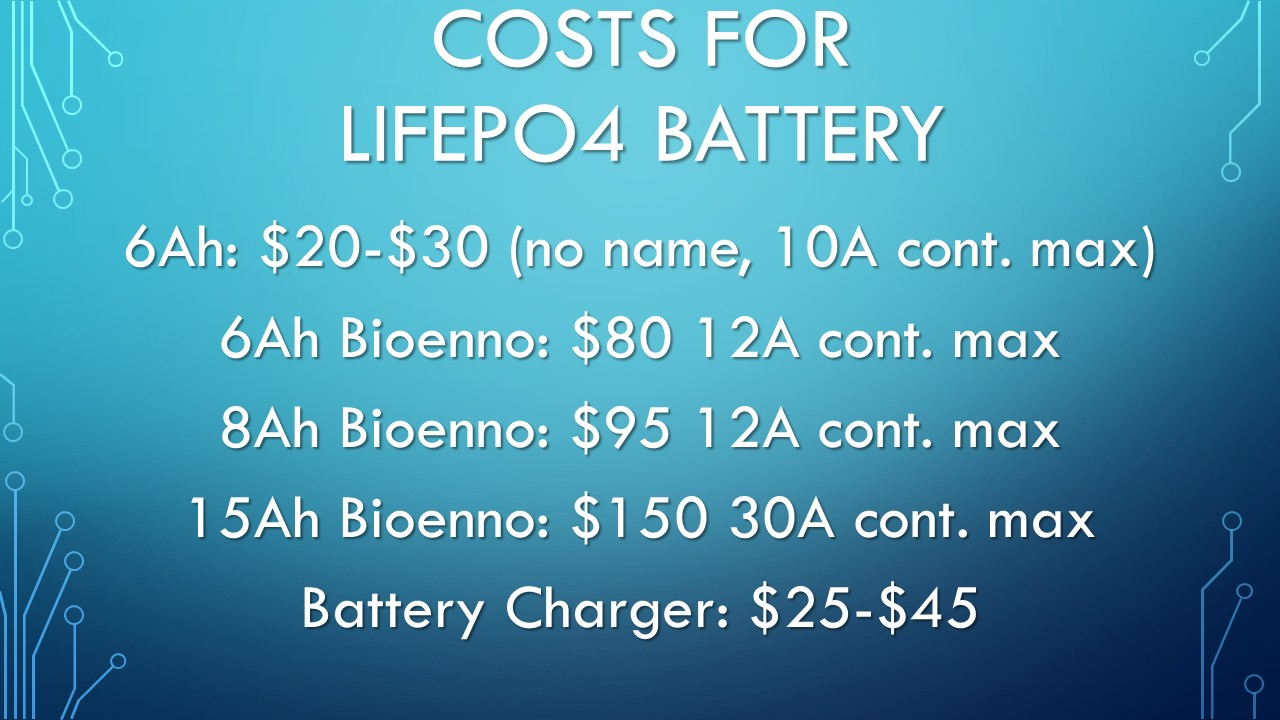 COSTS FOR
LIFEPO4 BATTERY
6Ah: $20-$30 (no name, 10A cont. max)
6Ah Bioenno: $80 12A cont. max
8Ah Bioenno: $95 12A cont. max
15Ah Bioenno: $150 30A cont. max
Battery Charger: $25-$45